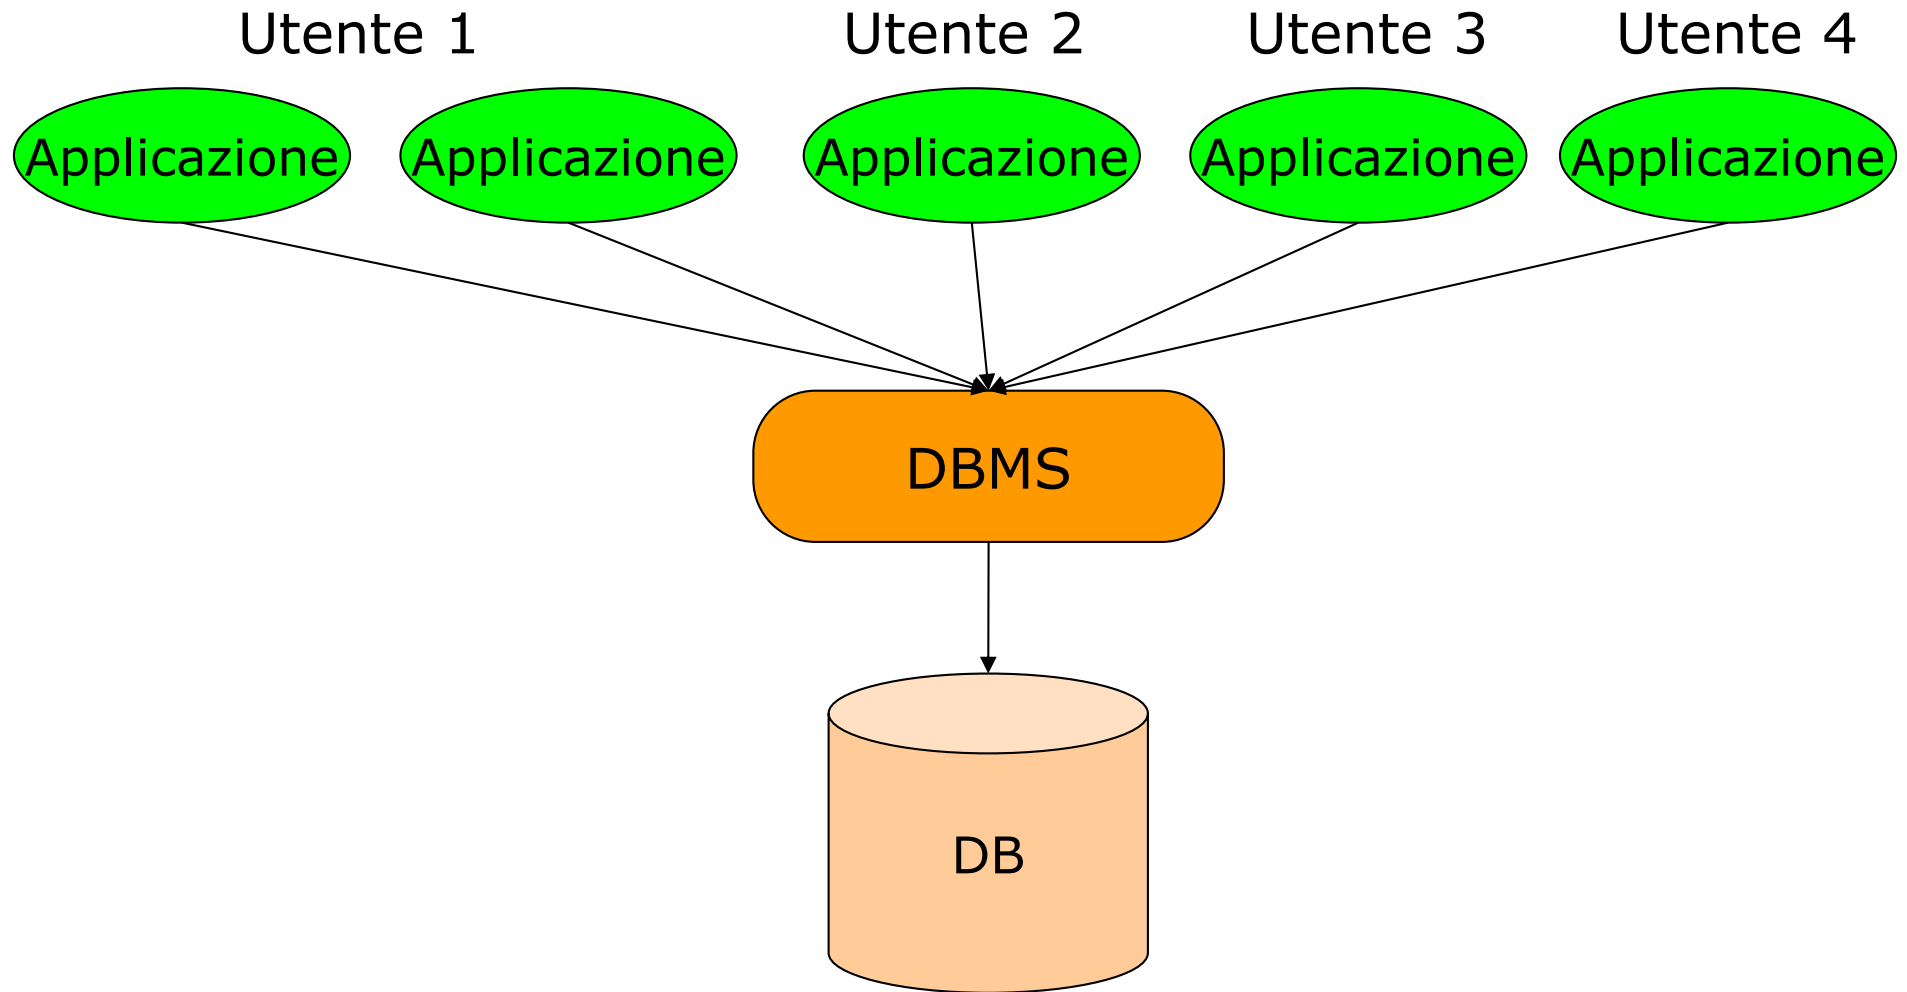 Utente 1
Utente 2
Utente 3
Utente 4
Applicazione
Applicazione
Applicazione
Applicazione
Applicazione
DBMS
DB